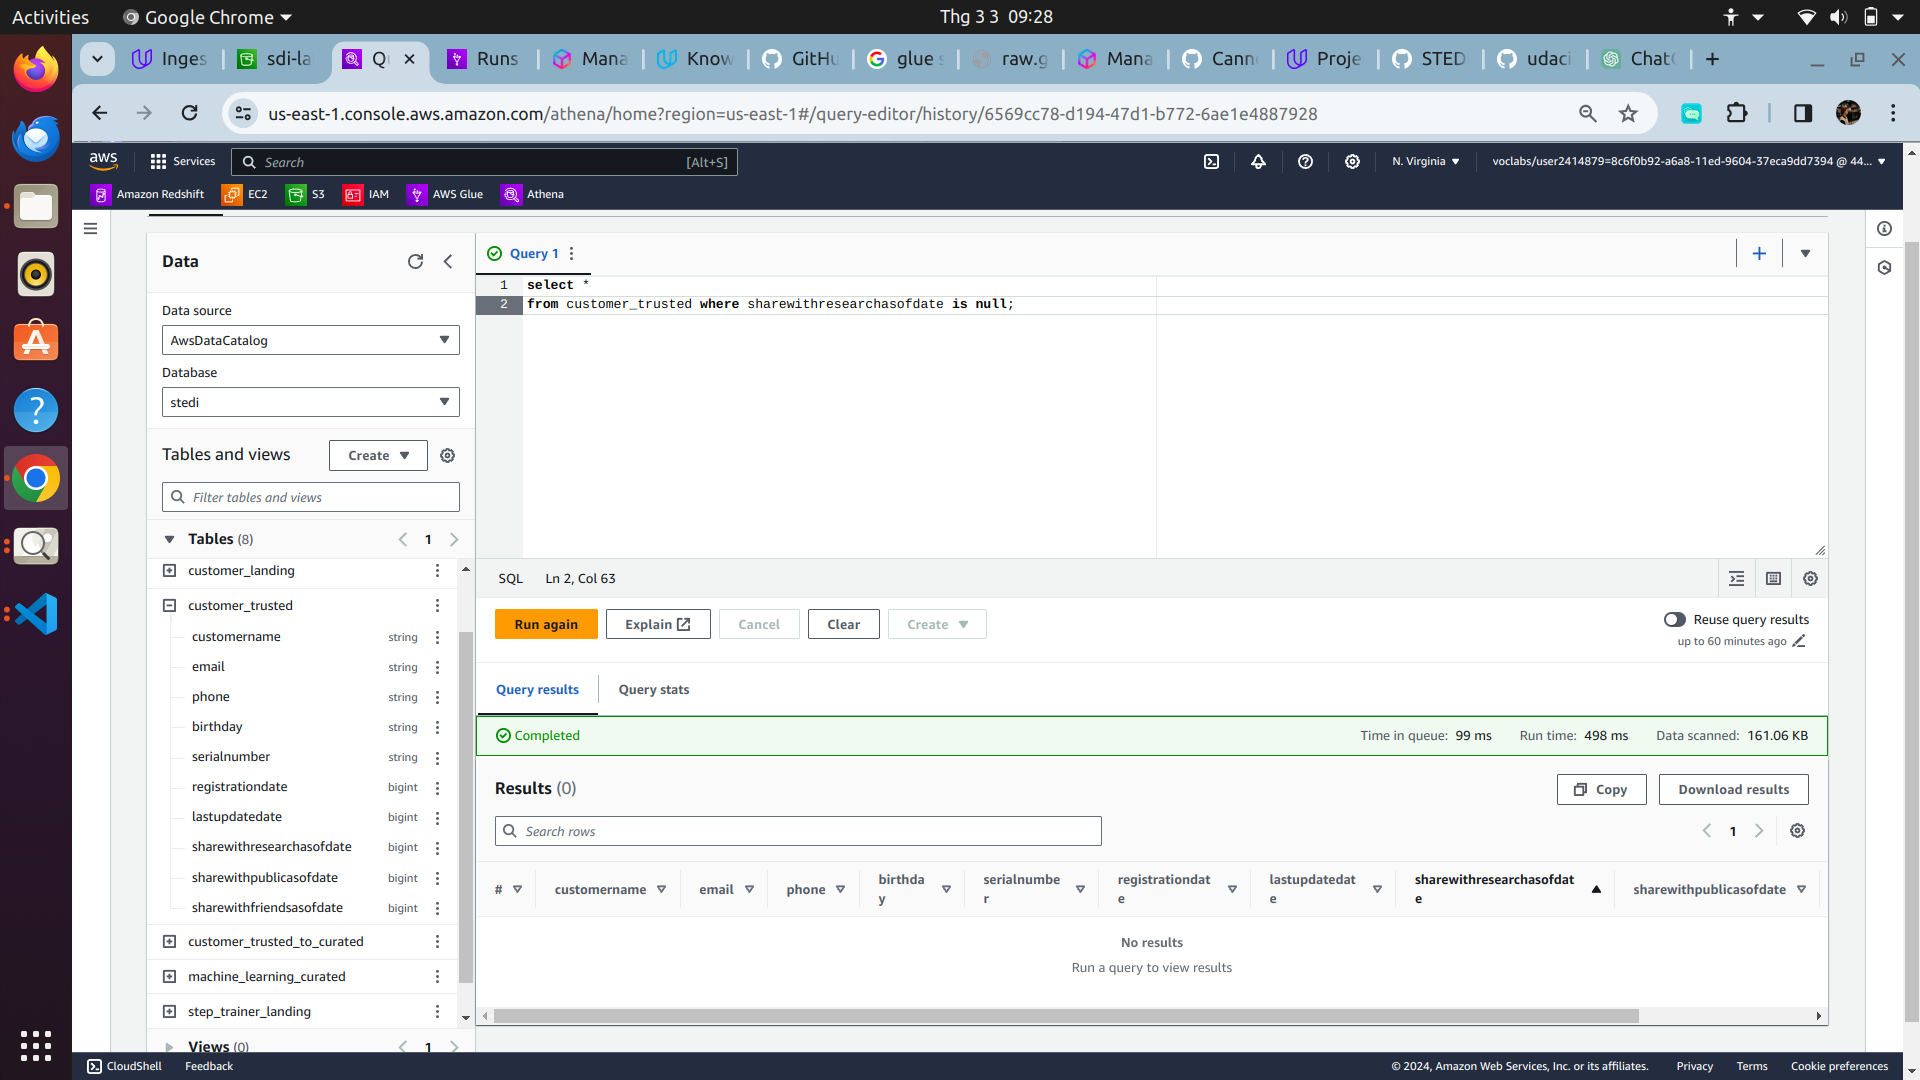 Activities
Google Chrome
Thg 3 3 09:28
Inges
sdi-la
Runs
Mana
Know
GitHu
glue s
raw.g
Mana
Cann
Proje
STED
udaci
Chat
us-east-1.console.aws.amazon.com/athena/home?region=us-east-1#/query-editor/history/6569cc78-d194-47d1-b772-6ae1e4887928
aws
Services
Search
[Alt+S]
N. Virginia
voclabs/user2414879=8c6f0b92-a6a8-11ed-9604-37eca9dd7394 @ 44...
Amazon Redshift
EC2
S3
IAM
AWS Glue
Athena
Data
Data source
AwsDataCatalog
Database
stedi
Tables and views
Create
Filter tables and views
Tables (8)
1
customer_landing
customer_trusted
customername string
email string
phone string
birthday string
serialnumber string
registrationdate bigint
lastupdatedate bigint
sharewithresearchasofdate bigint
sharewithpublicasofdate bigint
sharewithfriendsasofdate bigint
customer_trusted_to_curated
machine_learning_curated
step_trainer_landing
Views (0)
1
Query 1
1 select *
2 from customer_trusted where sharewithresearchasofdate is null;
SQL
Ln 2, Col 63
Run again
Explain
Cancel
Clear
Create
Reuse query results
up to 60 minutes ago
Query results
Query stats
Completed
Time in queue: 99 ms
Run time: 498 ms
Data scanned: 161.06 KB
Results (0)
Copy
Download results
Search rows
1
#
customername
email
phone
birthda
y
serialnumbe
r
registrationdat
e
lastupdatedat
e
sharewithresearchasofdat
e
sharewithpublicasofdate
No results
Run a query to view results
CloudShell
Feedback
© 2024, Amazon Web Services, Inc. or its affiliates.
Privacy
Terms
Cookie preferences